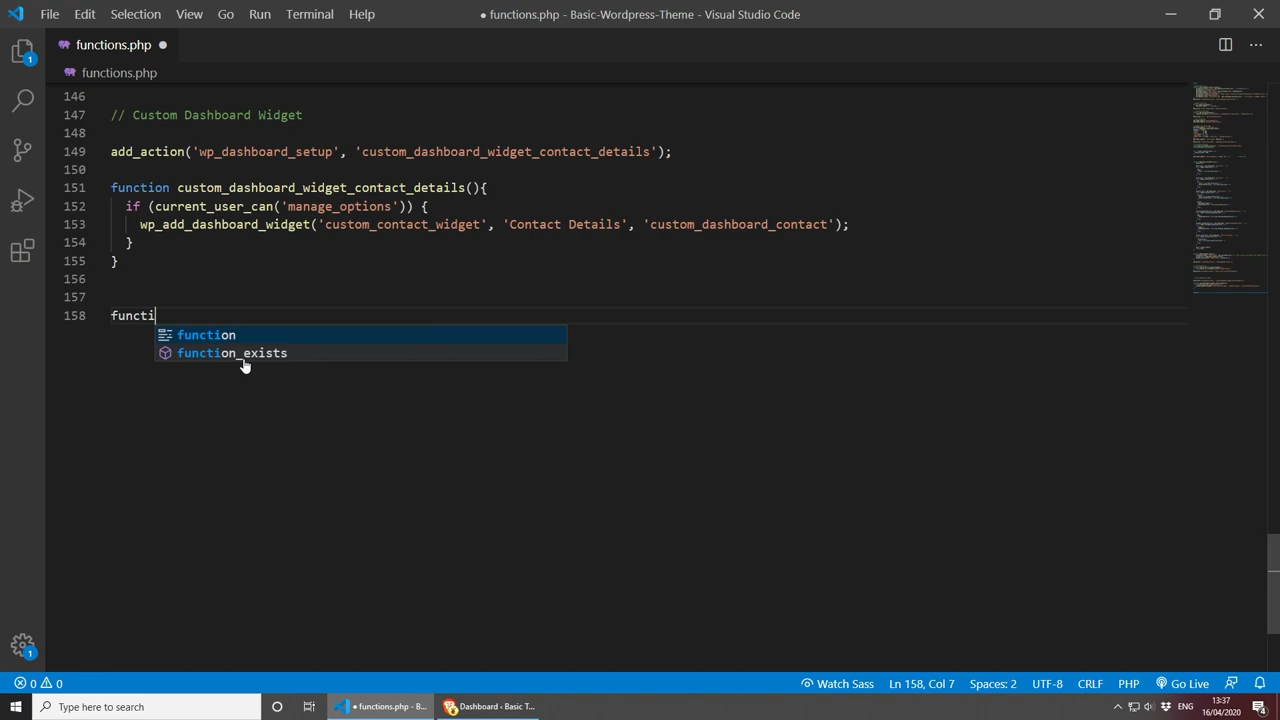 File Edit Selection View Go Run Terminal Help
● functions.php - Basic-Wordpress-Theme - Visual Studio Code
functions.php ●
functions.php
146
147 // Custom Dashboard Widget
148
149 add_action('wp_dashboard_setup', 'custom_dashboard_widget_contact_details');
150
151 function custom_dashboard_widget_contact_details(){
152 if (current_user_can('manage_options')) {
153 wp_add_dashboard_widget( 'contact Details', 'custom_dashboard_contact');
154 }
155 }
156
157
158 functi
function
function_exists
1
1
0 0
Watch Sass Ln 158, Col 7 Spaces: 2 UTF-8 CRLF PHP Go Live
Type here to search
● functions.php - B...
Dashboard ‹ Basic T...
ENG
13:37
16/04/2020
4